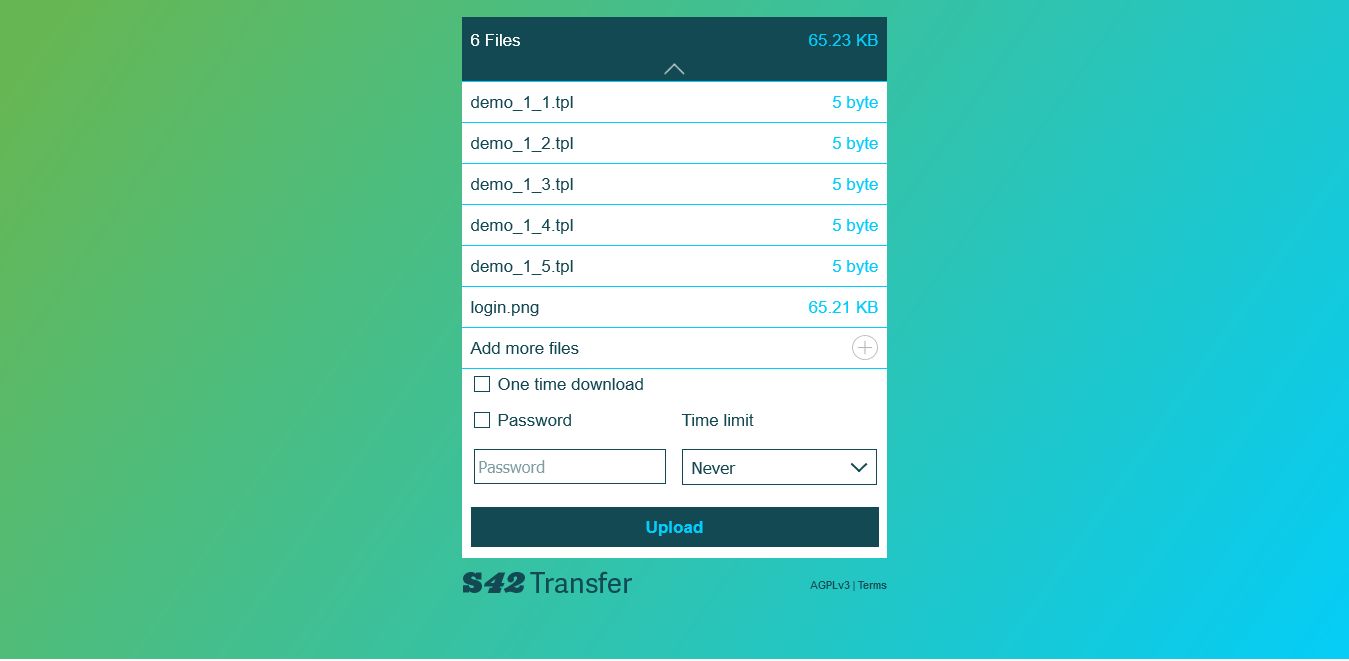 6 Files 65.23 KB
demo_1_1.tpl 5 byte
demo_1_2.tpl 5 byte
demo_1_3.tpl 5 byte
demo_1_4.tpl 5 byte
demo_1_5.tpl 5 byte
login.png 65.21 KB
Add more files
One time download
Password Time limit
Password Never
Upload
S42 Transfer AGPLv3 | Terms